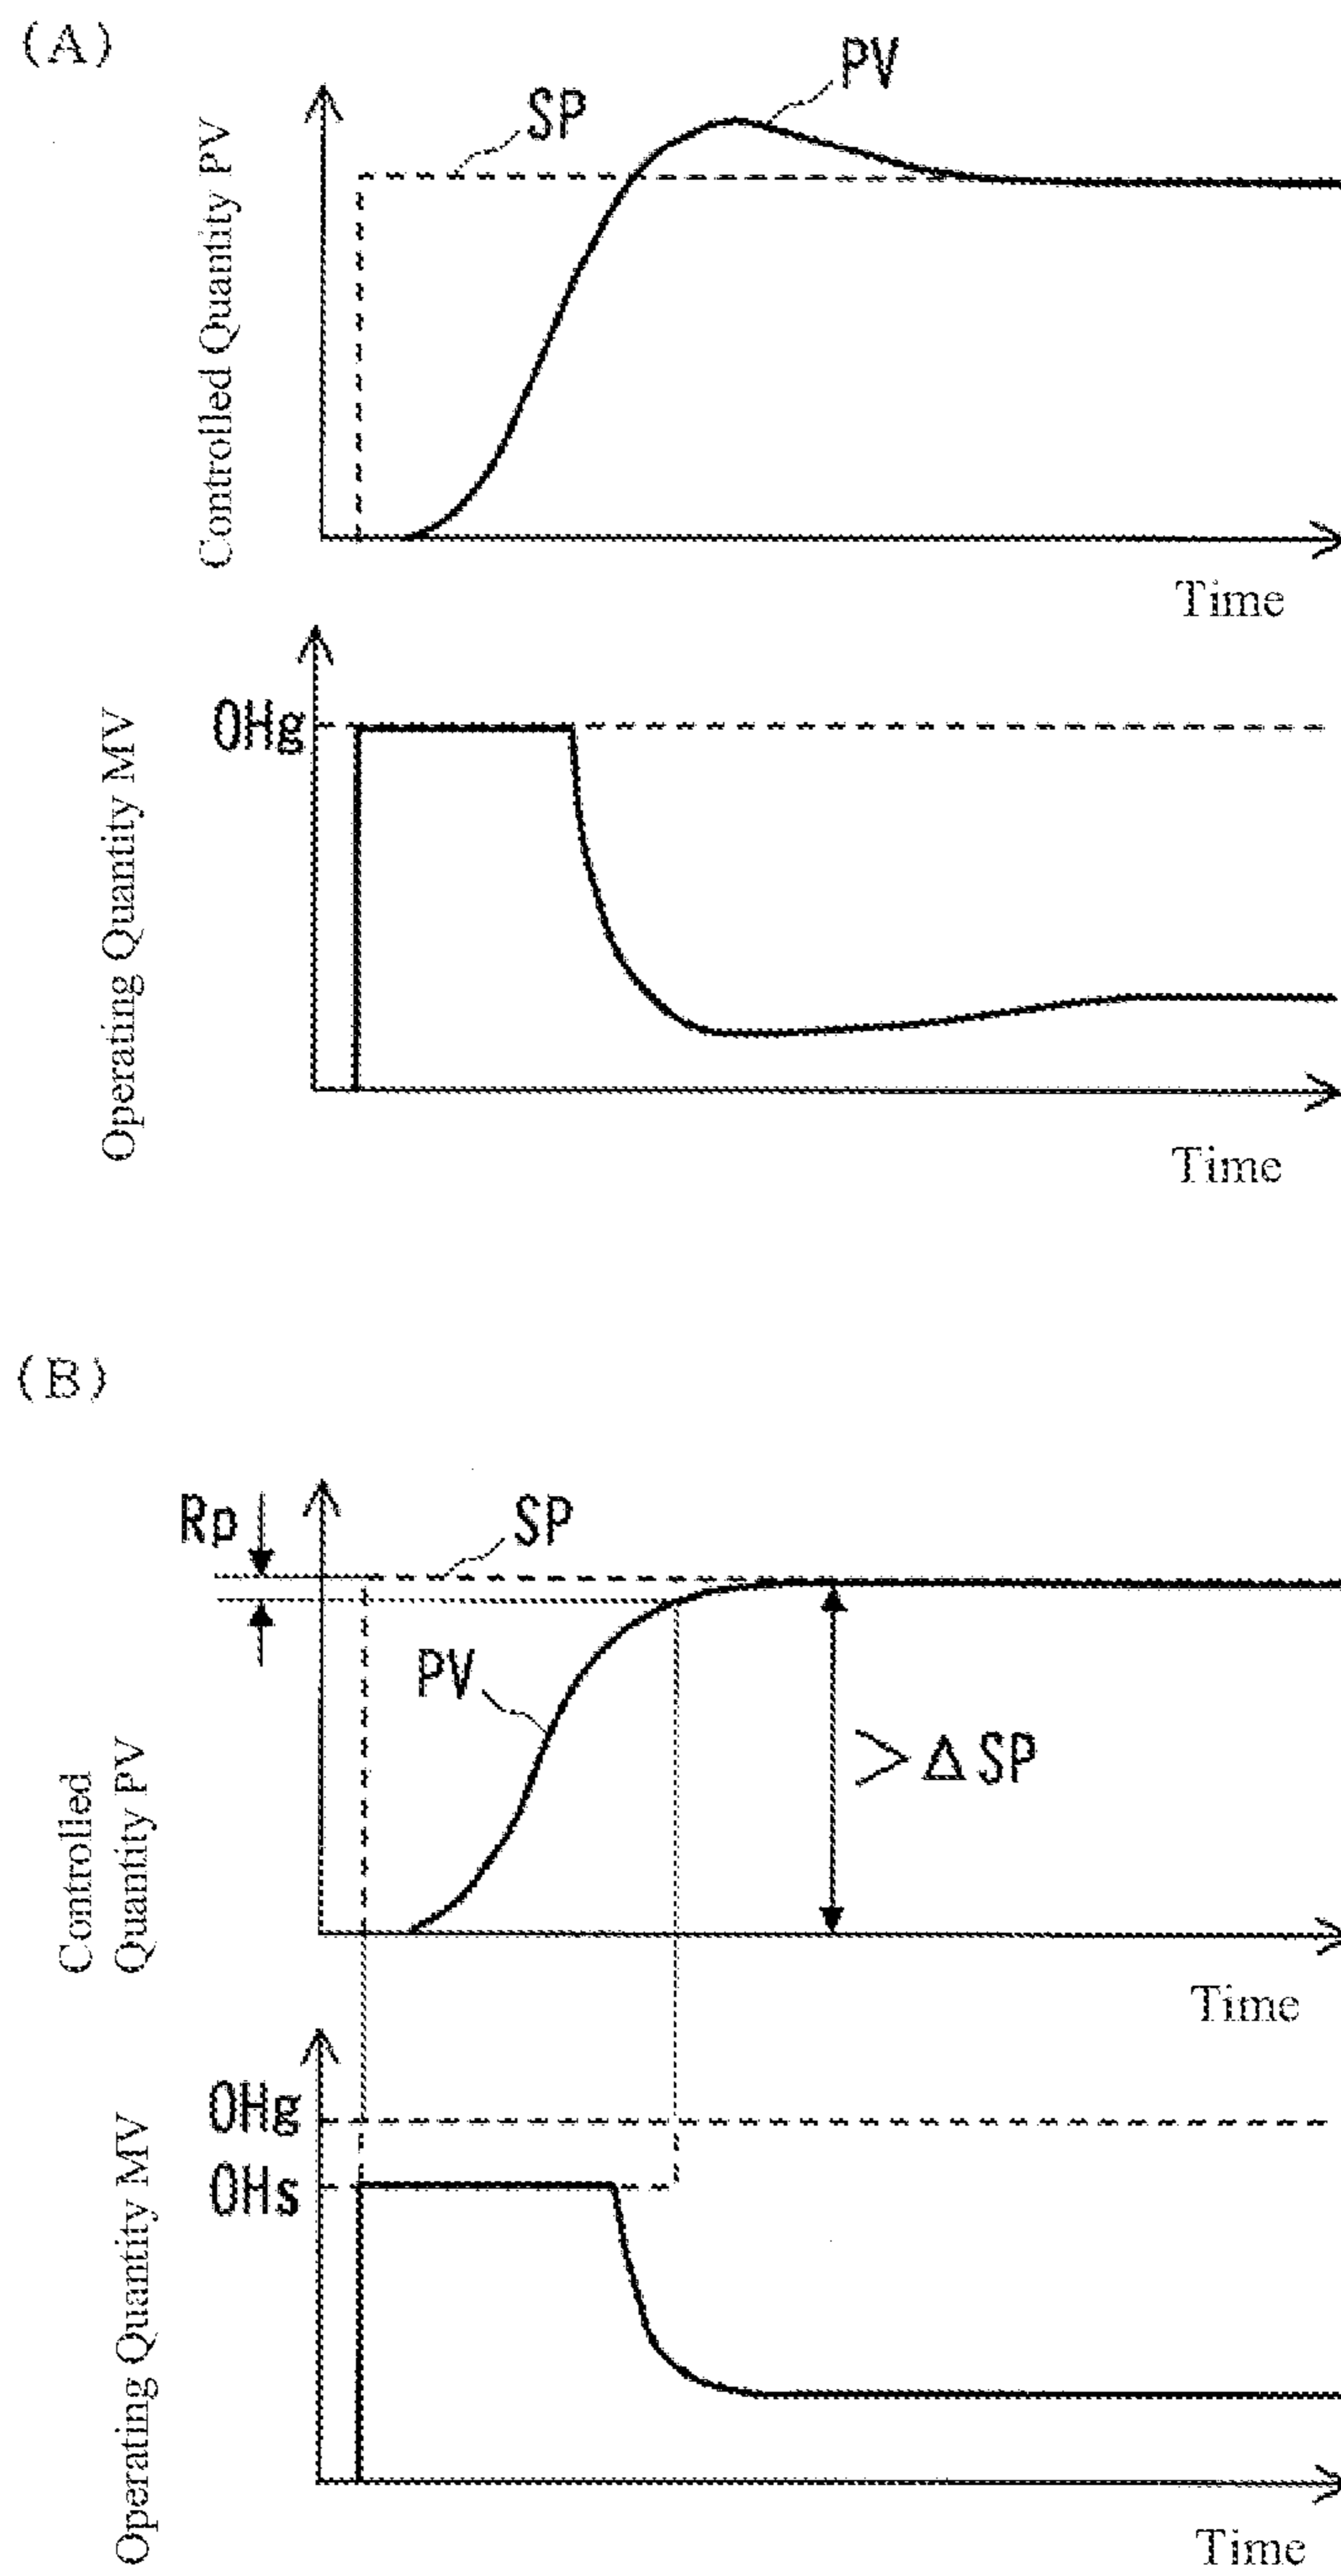 (A)
PV
SP
Controlled Quantity PV
Time
OHg
Operating Quantity MV
Time
(B)
Rp
SP
PV
>ΔSP
Controlled
Quantity PV
Time
OHg
OHs
Operating Quantity MV
Time